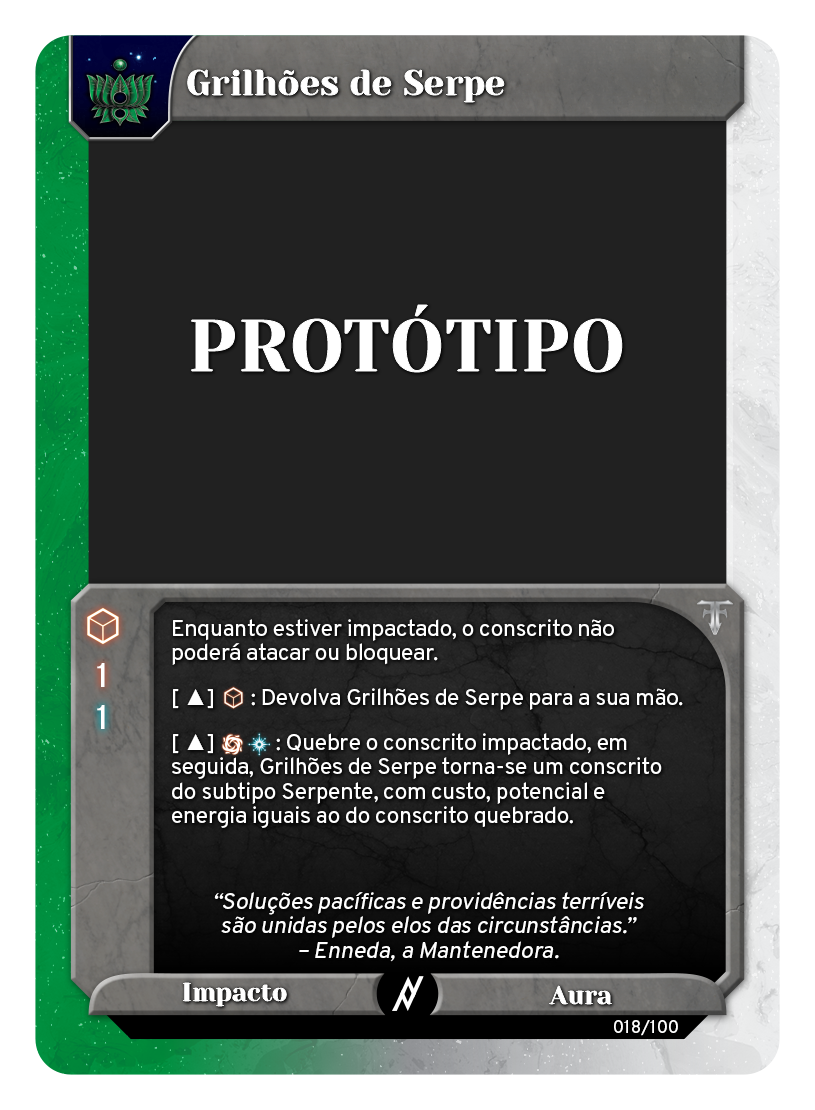 Grilhões de Serpe
PROTÓTIPO
1
1
Enquanto estiver impactado, o conscrito não
poderá atacar ou bloquear.
[ ▲] : Devolva Grilhões de Serpe para a sua mão.
[ ▲] : Quebre o conscrito impactado, em
seguida, Grilhões de Serpe torna-se um conscrito
do subtipo Serpente, com custo, potencial e
energia iguais ao do conscrito quebrado.
“Soluções pacíficas e providências terríveis
são unidas pelos elos das circunstâncias.”
– Enneda, a Mantenedora.
Impacto
Aura
018/100